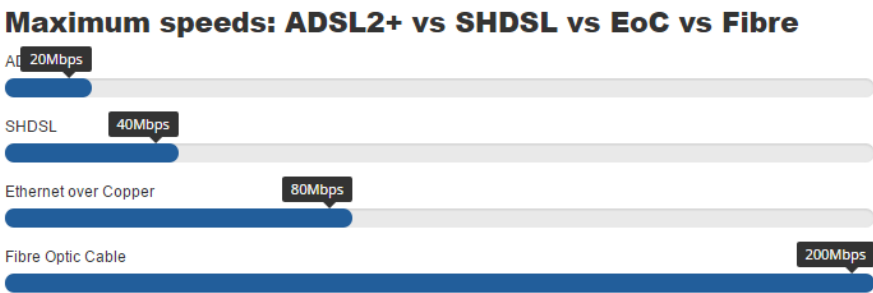 Maximum speeds: ADSL2+ vs SHDSL vs EoC vs Fibre
20Mbps
SHDSL 40Mbps
Ethernet over Copper 80Mbps
Fibre Optic Cable 200Mbps